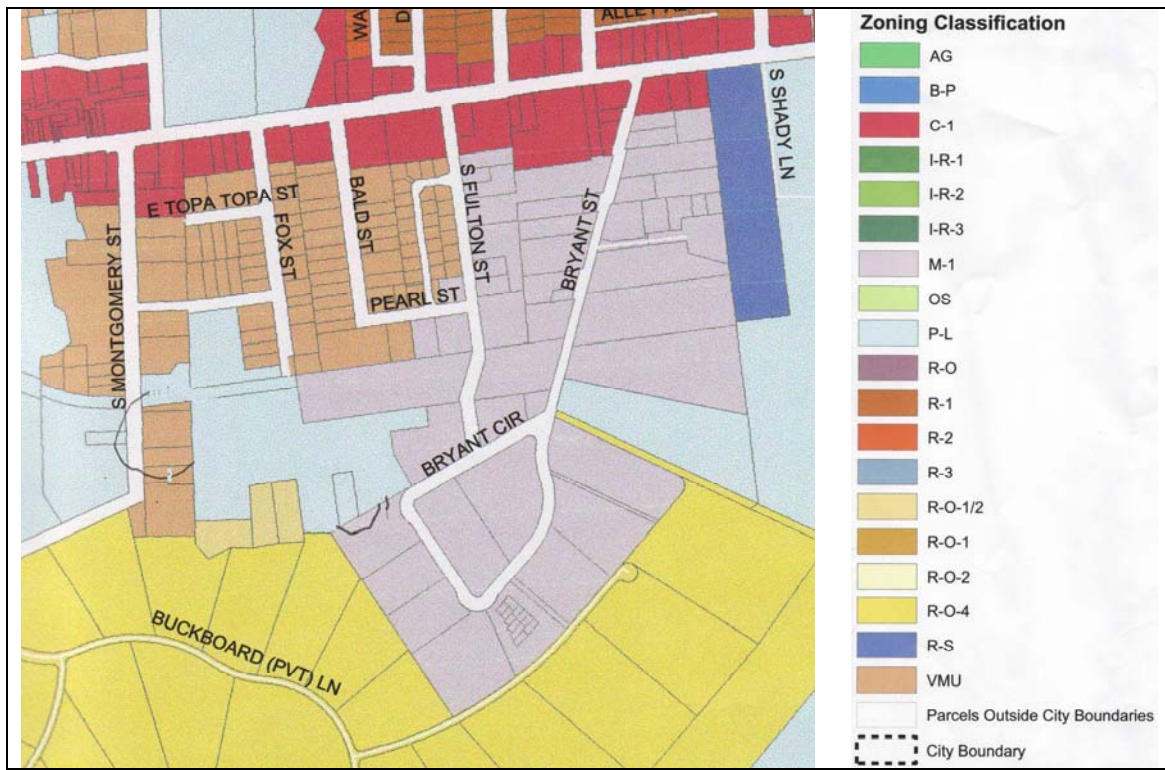 WA
D
ALLEY A
S SHADY LN
S MONTGOMERY ST
E TOPA TOPA ST
FOX ST
BALD ST
PEARL ST
S FULTON ST
BRYANT ST
BRYANT CIR
BUCKBOARD (PVT) LN
Zoning Classification
AG
B-P
C-1
I-R-1
I-R-2
I-R-3
M-1
OS
P-L
R-O
R-1
R-2
R-3
R-O-1/2
R-O-1
R-O-2
R-O-4
R-S
VMU
Parcels Outside City Boundaries
City Boundary